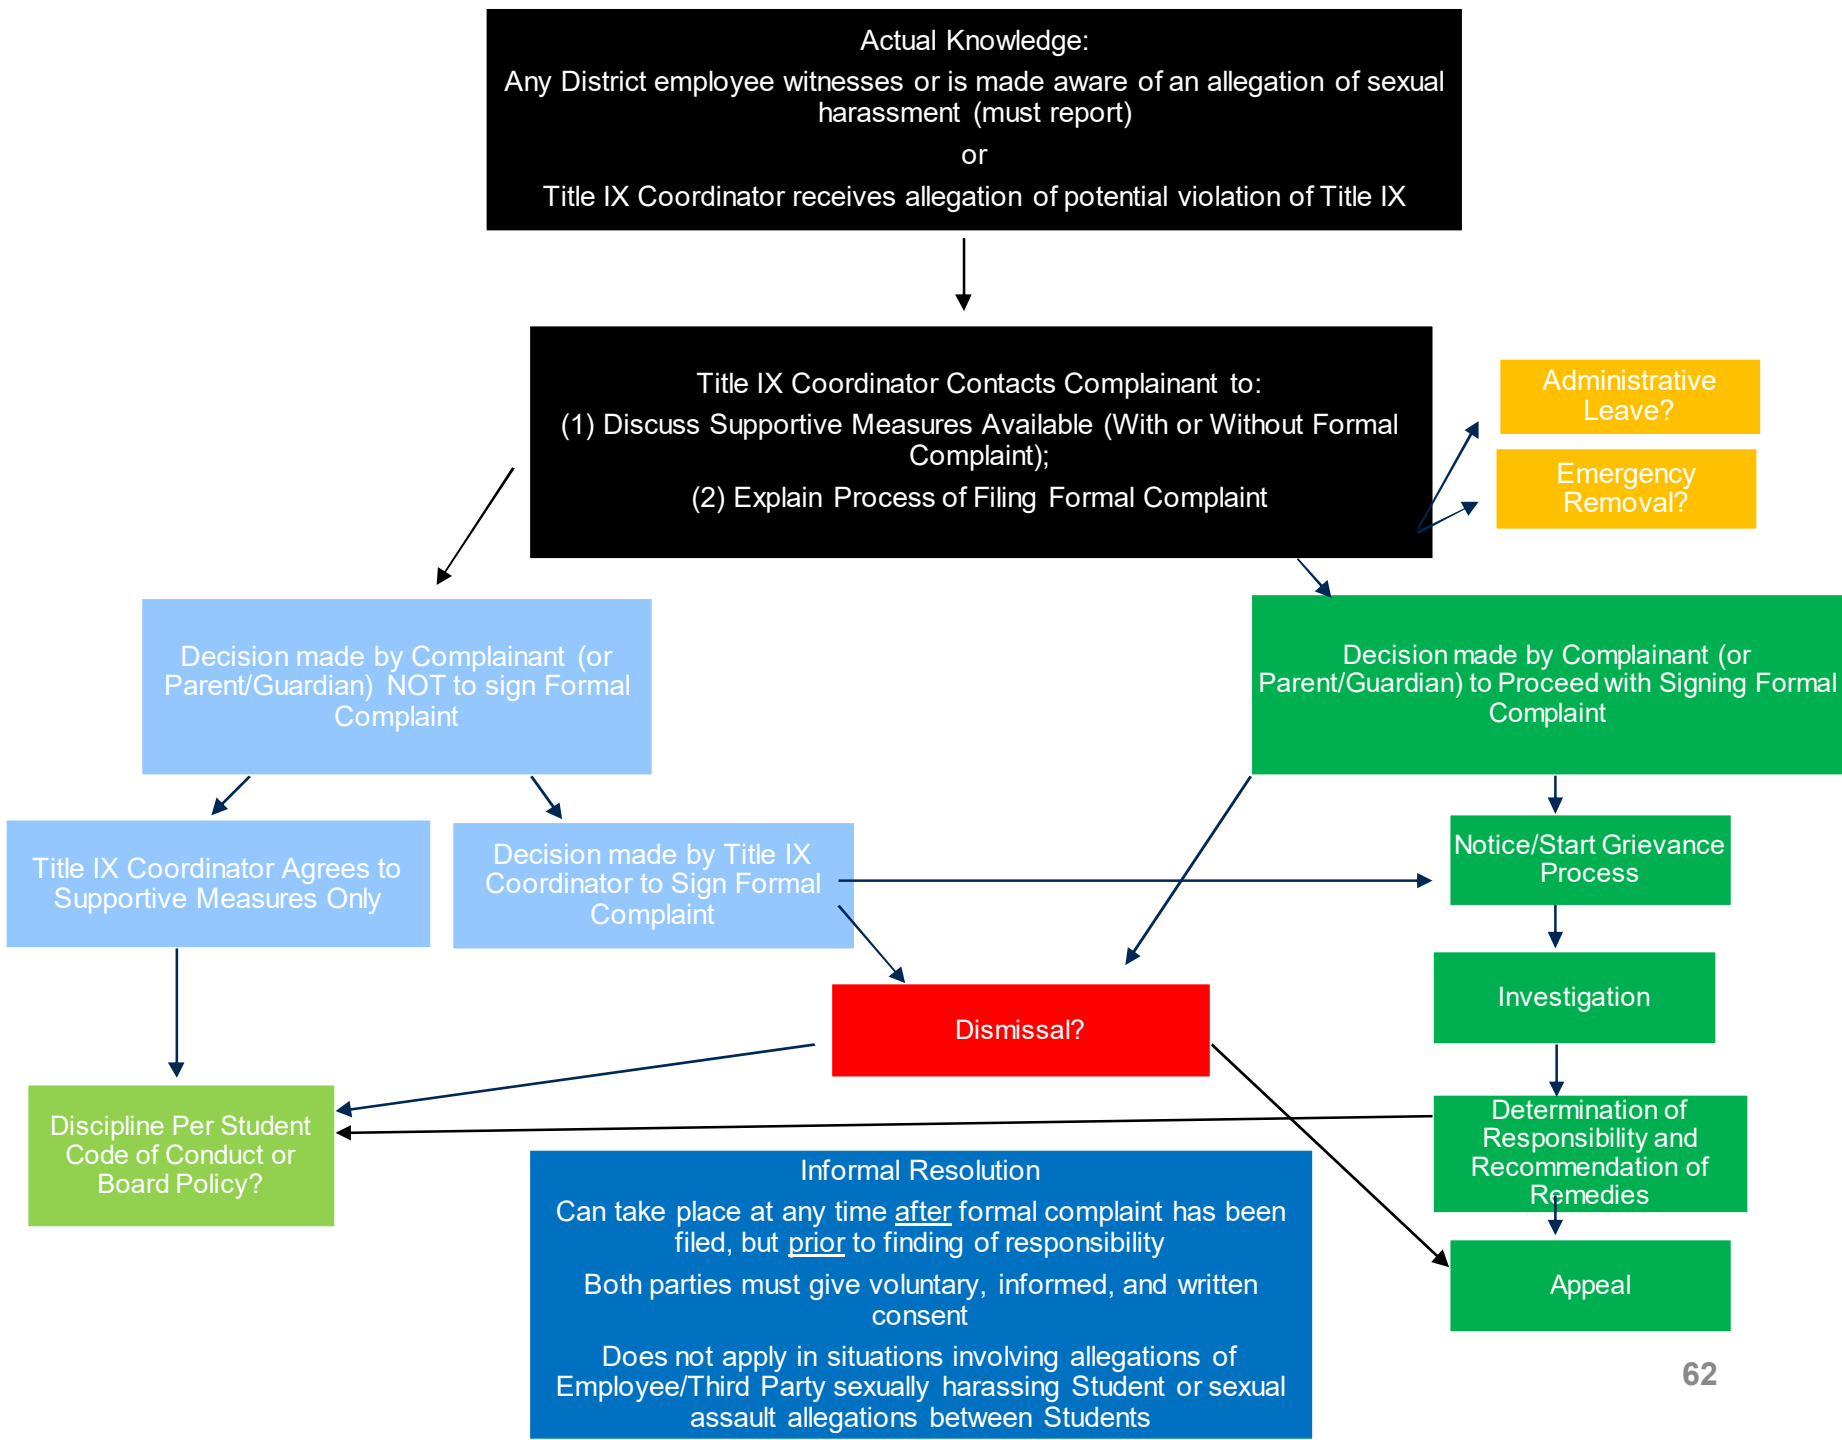 Actual Knowledge:
Any District employee witnesses or is made aware of an allegation of sexual
harassment (must report)
or
Title IX Coordinator receives allegation of potential violation of Title IX
Title IX Coordinator Contacts Complainant to:
(1) Discuss Supportive Measures Available (With or Without Formal
Complaint);
(2) Explain Process of Filing Formal Complaint
Administrative
Leave?
Emergency
Removal?
Decision made by Complainant (or
Parent/Guardian) NOT to sign Formal
Complaint
Decision made by Complainant (or
Parent/Guardian) to Proceed with Signing Formal
Complaint
Title IX Coordinator Agrees to
Supportive Measures Only
Decision made by Title IX
Coordinator to Sign Formal
Complaint
Notice/Start Grievance
Process
Investigation
Dismissal?
Discipline Per Student
Code of Conduct or
Board Policy?
Determination of
Responsibility and
Recommendation of
Remedies
Informal Resolution
Can take place at any time after formal complaint has been
filed, but prior to finding of responsibility
Both parties must give voluntary, informed, and written
consent
Does not apply in situations involving allegations of
Employee/Third Party sexually harassing Student or sexual
assault allegations between Students
Appeal
62